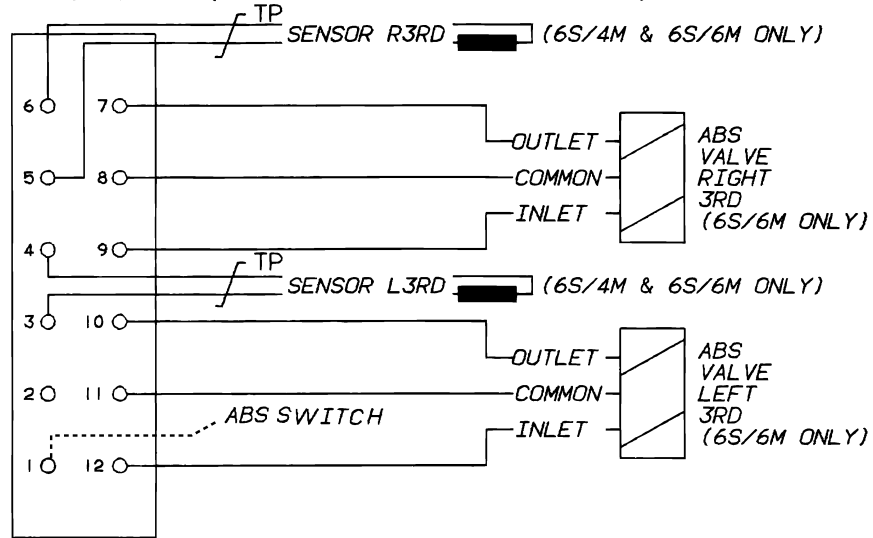 TP
SENSOR R3RD (6S/4M & 6S/6M ONLY)
6 7
OUTLET
ABS
VALVE
5 8
COMMON
RIGHT
3RD
INLET
(6S/6M ONLY)
4 9
TP
SENSOR L3RD (6S/4M & 6S/6M ONLY)
3 10
OUTLET
ABS
VALVE
2 11
COMMON
LEFT
ABS SWITCH
3RD
INLET
(6S/6M ONLY)
1 12